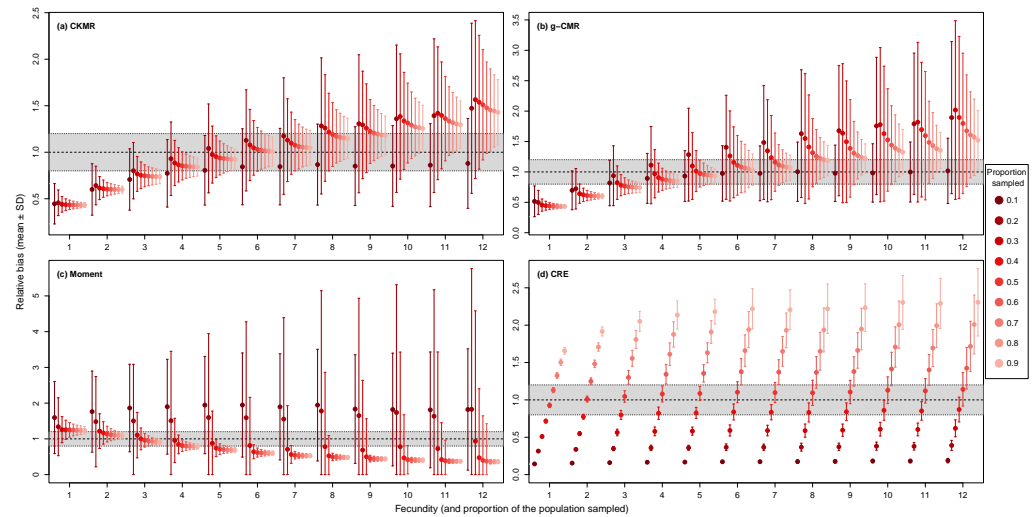 (a) CKMR
2.5
2.0
1.5
1.0
0.5
1 2 3 4 5 6 7 8 9 10 11 12
(b) g−CMR
3.5
3.0
2.5
2.0
1.5
1.0
0.5
0.0
1 2 3 4 5 6 7 8 9 10 11 12
Relative bias (mean ± SD)
(c) Moment
5
4
3
2
1
0
1 2 3 4 5 6 7 8 9 10 11 12
(d) CRE
2.5
2.0
1.5
1.0
0.5
0.0
1 2 3 4 5 6 7 8 9 10 11 12
Fecundity (and proportion of the population sampled)
Proportion
sampled
0.1
0.2
0.3
0.4
0.5
0.6
0.7
0.8
0.9